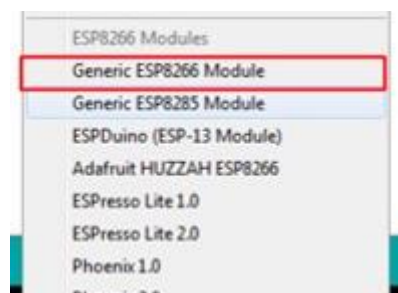 ESP8266 Modules
Generic ESP8266 Module
Generic ESP8285 Module
ESPDuino (ESP-13 Module)
Adafruit HUZZAH ESP8266
ESPresso Lite 1.0
ESPresso Lite 2.0
Phoenix 1.0